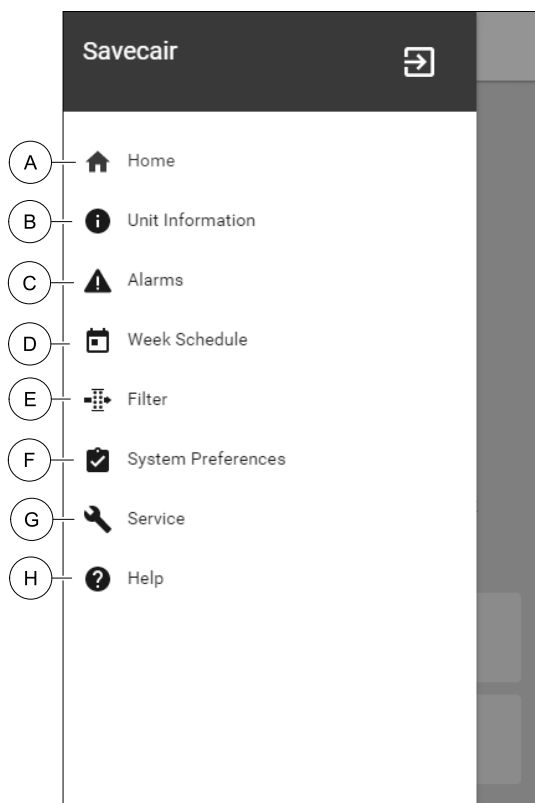 Savecair
A Home
B Unit Information
C Alarms
D Week Schedule
E Filter
F System Preferences
G Service
H Help